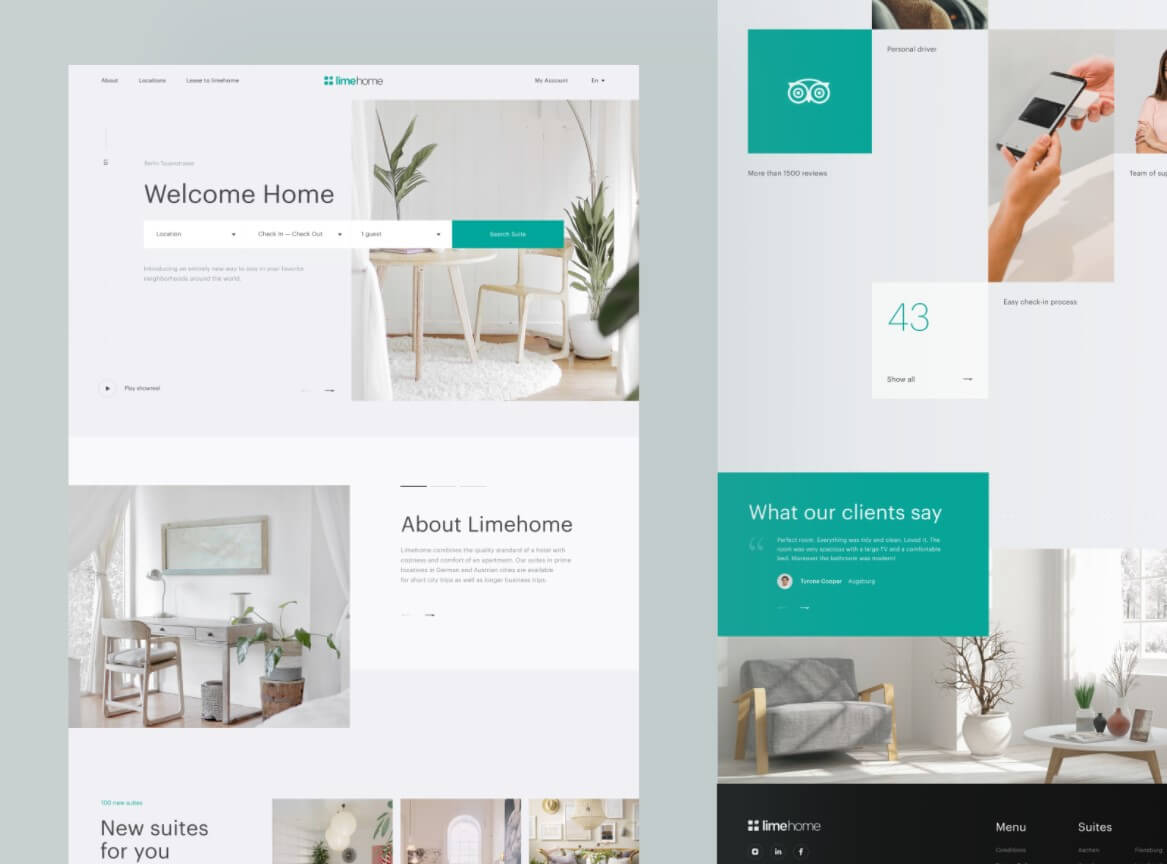 About
Locations
Lease to limehome
limehome
My Account
En
01
Berlin Tauenstrasse
Welcome Home
Location
Check In — Check Out
1 guest
Search Suite
Introducing an entirely new way to stay in your favorite
neighborhoods around the world.
Play showreel
About Limehome
Limehome combines the quality standard of a hotel with
cosiness and comfort of an apartment. Our suites in prime
locations in German and Austrian cities are available
for short city trips as well as longer business trips.
100 new suites
New suites
for you
Personal driver
More than 1500 reviews
Team of sup
Easy check-in process
43
Show all
What our clients say
“
Perfect room. Everything was tidy and clean. Loved it. The
room was very spacious with a large TV and a comfortable
bed. Moreover the bathroom was modern!
Tyrone Cooper
Augsburg
limehome
in
f
Menu
Suites
Conditions
Aachen
Flensburg